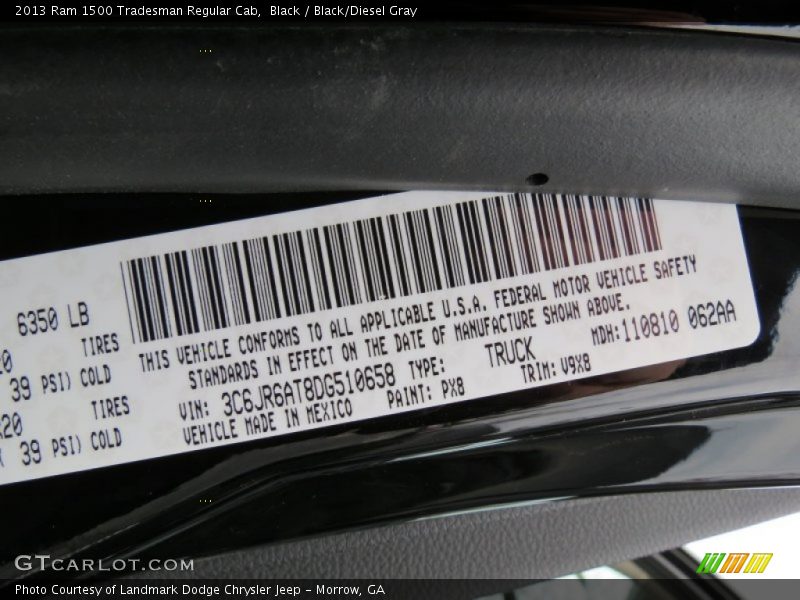 2013 Ram 1500 Tradesman Regular Cab,  Black / Black/Diesel Gray
6350 LB
20 TIRES
39 PSI) COLD
R20 TIRES
39 PSI) COLD
THIS VEHICLE CONFORMS TO ALL APPLICABLE U.S.A. FEDERAL MOTOR VEHICLE SAFETY
STANDARDS IN EFFECT ON THE DATE OF MANUFACTURE SHOWN ABOVE.
MDH:110810 062AA
VIN: 3C6JR6AT8DG510658 TYPE: TRUCK
VEHICLE MADE IN MEXICO PAINT: PX8 TRIM: V9X8
GTCARLOT.COM
Photo Courtesy of Landmark Dodge Chrysler Jeep - Morrow, GA